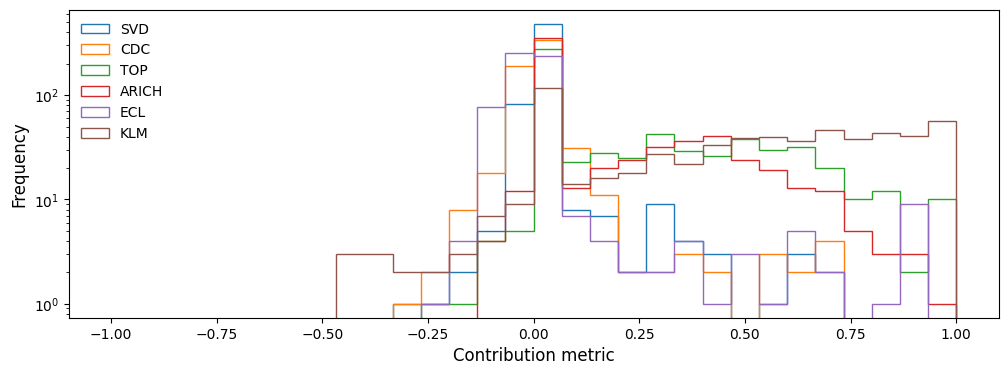 SVD
CDC
TOP
ARICH
ECL
KLM
Frequency
10²
10¹
10⁰
−1.00 −0.75 −0.50 −0.25 0.00 0.25 0.50 0.75 1.00
Contribution metric